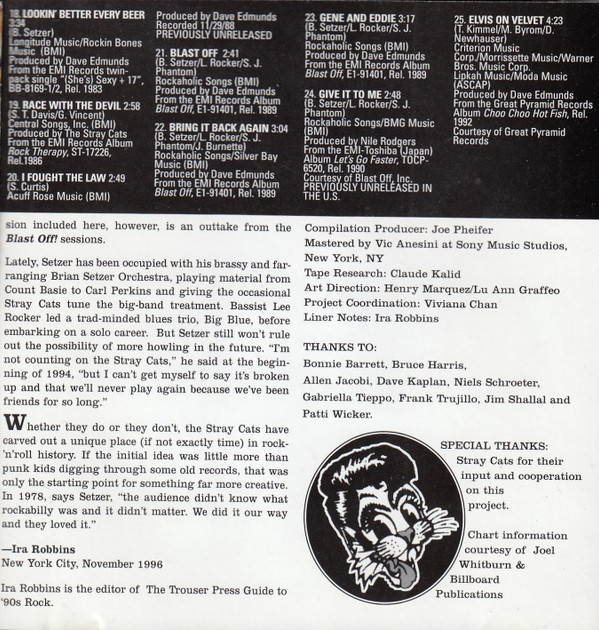 18. LOOKIN' BETTER EVERY BEER
3:34
(B. Setzer)
Longitude Music/Rockin Bones
Music (BMI)
Produced by Dave Edmunds
From the EMI Records twin-
pack single "(She's) Sexy + 17",
BB-8169-1/2, Rel. 1983
19. RACE WITH THE DEVIL 2:58
(S. T. Davis/G. Vincent)
Central Songs, Inc. (BMI)
Produced by The Stray Cats
From the EMI Records Album
Rock Therapy, ST-17226,
Rel.1986
20. I FOUGHT THE LAW 2:49
(S. Curtis)
Acuff Rose Music (BMI)
Produced by Dave Edmunds
Recorded 11/29/88
PREVIOUSLY UNRELEASED
21. BLAST OFF 2:41
(B. Setzer/L. Rocker/S. J.
Phantom)
Rockaholic Songs (BMI)
Produced by Dave Edmunds
From the EMI Records Album
Blast Off, E1-91401, Rel. 1989
22. BRING IT BACK AGAIN 3:04
(B. Setzer/L. Rocker/S. J.
Phantom/J. Burnette)
Rockaholic Songs/Silver Bay
Music (BMI)
Produced by Dave Edmunds
From the EMI Records Album
Blast Off, E1-91401, Rel. 1989
23. GENE AND EDDIE 3:17
(B. Setzer/L. Rocker/S. J.
Phantom)
Rockaholic Songs (BMI)
Produced by Dave Edmunds
From the EMI Records Album
Blast Off, E1-91401, Rel. 1989
24. GIVE IT TO ME 2:48
(B. Setzer/L. Rocker/S. J.
Phantom)
Rockaholic Songs/BMG Music
(BMI)
Produced by Nile Rodgers
From the EMI-Toshiba (Japan)
Album Let's Go Faster, TOCP-
6520, Rel. 1990
Courtesy of Blast Off, Inc.
PREVIOUSLY UNRELEASED IN
THE U.S.
25. ELVIS ON VELVET 4:23
(T. Kimmel/M. Byrom/D.
Newhauser)
Criterion Music
Corp./Morrissette Music/Warner
Bros. Music Corp.
Lipkah Music/Moda Music
(ASCAP)
Produced by Dave Edmunds
From the Great Pyramid Records
Album Choo Choo Hot Fish, Rel.
1992
Courtesy of Great Pyramid
Records
sion included here, however, is an outtake from the
Blast Off! sessions.
Lately, Setzer has been occupied with his brassy and far-
ranging Brian Setzer Orchestra, playing material from
Count Basie to Carl Perkins and giving the occasional
Stray Cats tune the big-band treatment. Bassist Lee
Rocker led a trad-minded blues trio, Big Blue, before
embarking on a solo career. But Setzer still won't rule
out the possibility of more howling in the future. "I'm
not counting on the Stray Cats," he said at the begin-
ning of 1994, "but I can't get myself to say it's broken
up and that we'll never play again because we've been
friends for so long."
Whether they do or they don't, the Stray Cats have
carved out a unique place (if not exactly time) in rock-
'n'roll history. If the initial idea was little more than
punk kids digging through some old records, that was
only the starting point for something far more creative.
In 1978, says Setzer, "the audience didn't know what
rockabilly was and it didn't matter. We did it our way
and they loved it."
—Ira Robbins
New York City, November 1996
Ira Robbins is the editor of The Trouser Press Guide to
'90s Rock.
Compilation Producer: Joe Pheifer
Mastered by Vic Anesini at Sony Music Studios,
New York, NY
Tape Research: Claude Kalid
Art Direction: Henry Marquez/Lu Ann Graffeo
Project Coordination: Viviana Chan
Liner Notes: Ira Robbins
THANKS TO:
Bonnie Barrett, Bruce Harris,
Allen Jacobi, Dave Kaplan, Niels Schroeter,
Gabriella Tieppo, Frank Trujillo, Jim Shallal and
Patti Wicker.
SPECIAL THANKS:
Stray Cats for their
input and cooperation
on this
project.
Chart information
courtesy of Joel
Whitburn &
Billboard
Publications